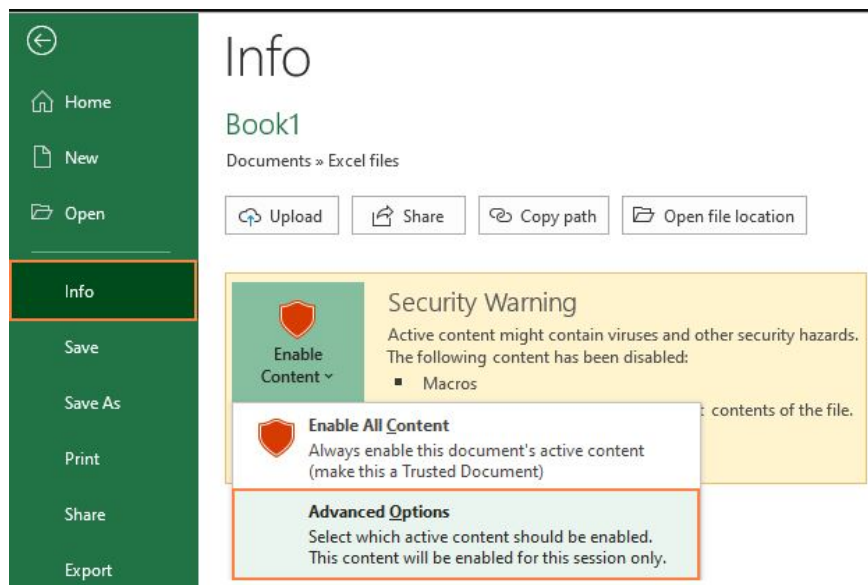 Info
Home
Book1
New
Documents » Excel files
Open
Upload
Share
Copy path
Open file location
Info
Security Warning
Active content might contain viruses and other security hazards.
The following content has been disabled:
Enable
Content
▪ Macros
Save
Save As
contents of the file.
Enable All Content
Always enable this document's active content
(make this a Trusted Document)
Print
Advanced Options
Select which active content should be enabled.
This content will be enabled for this session only.
Share
Export